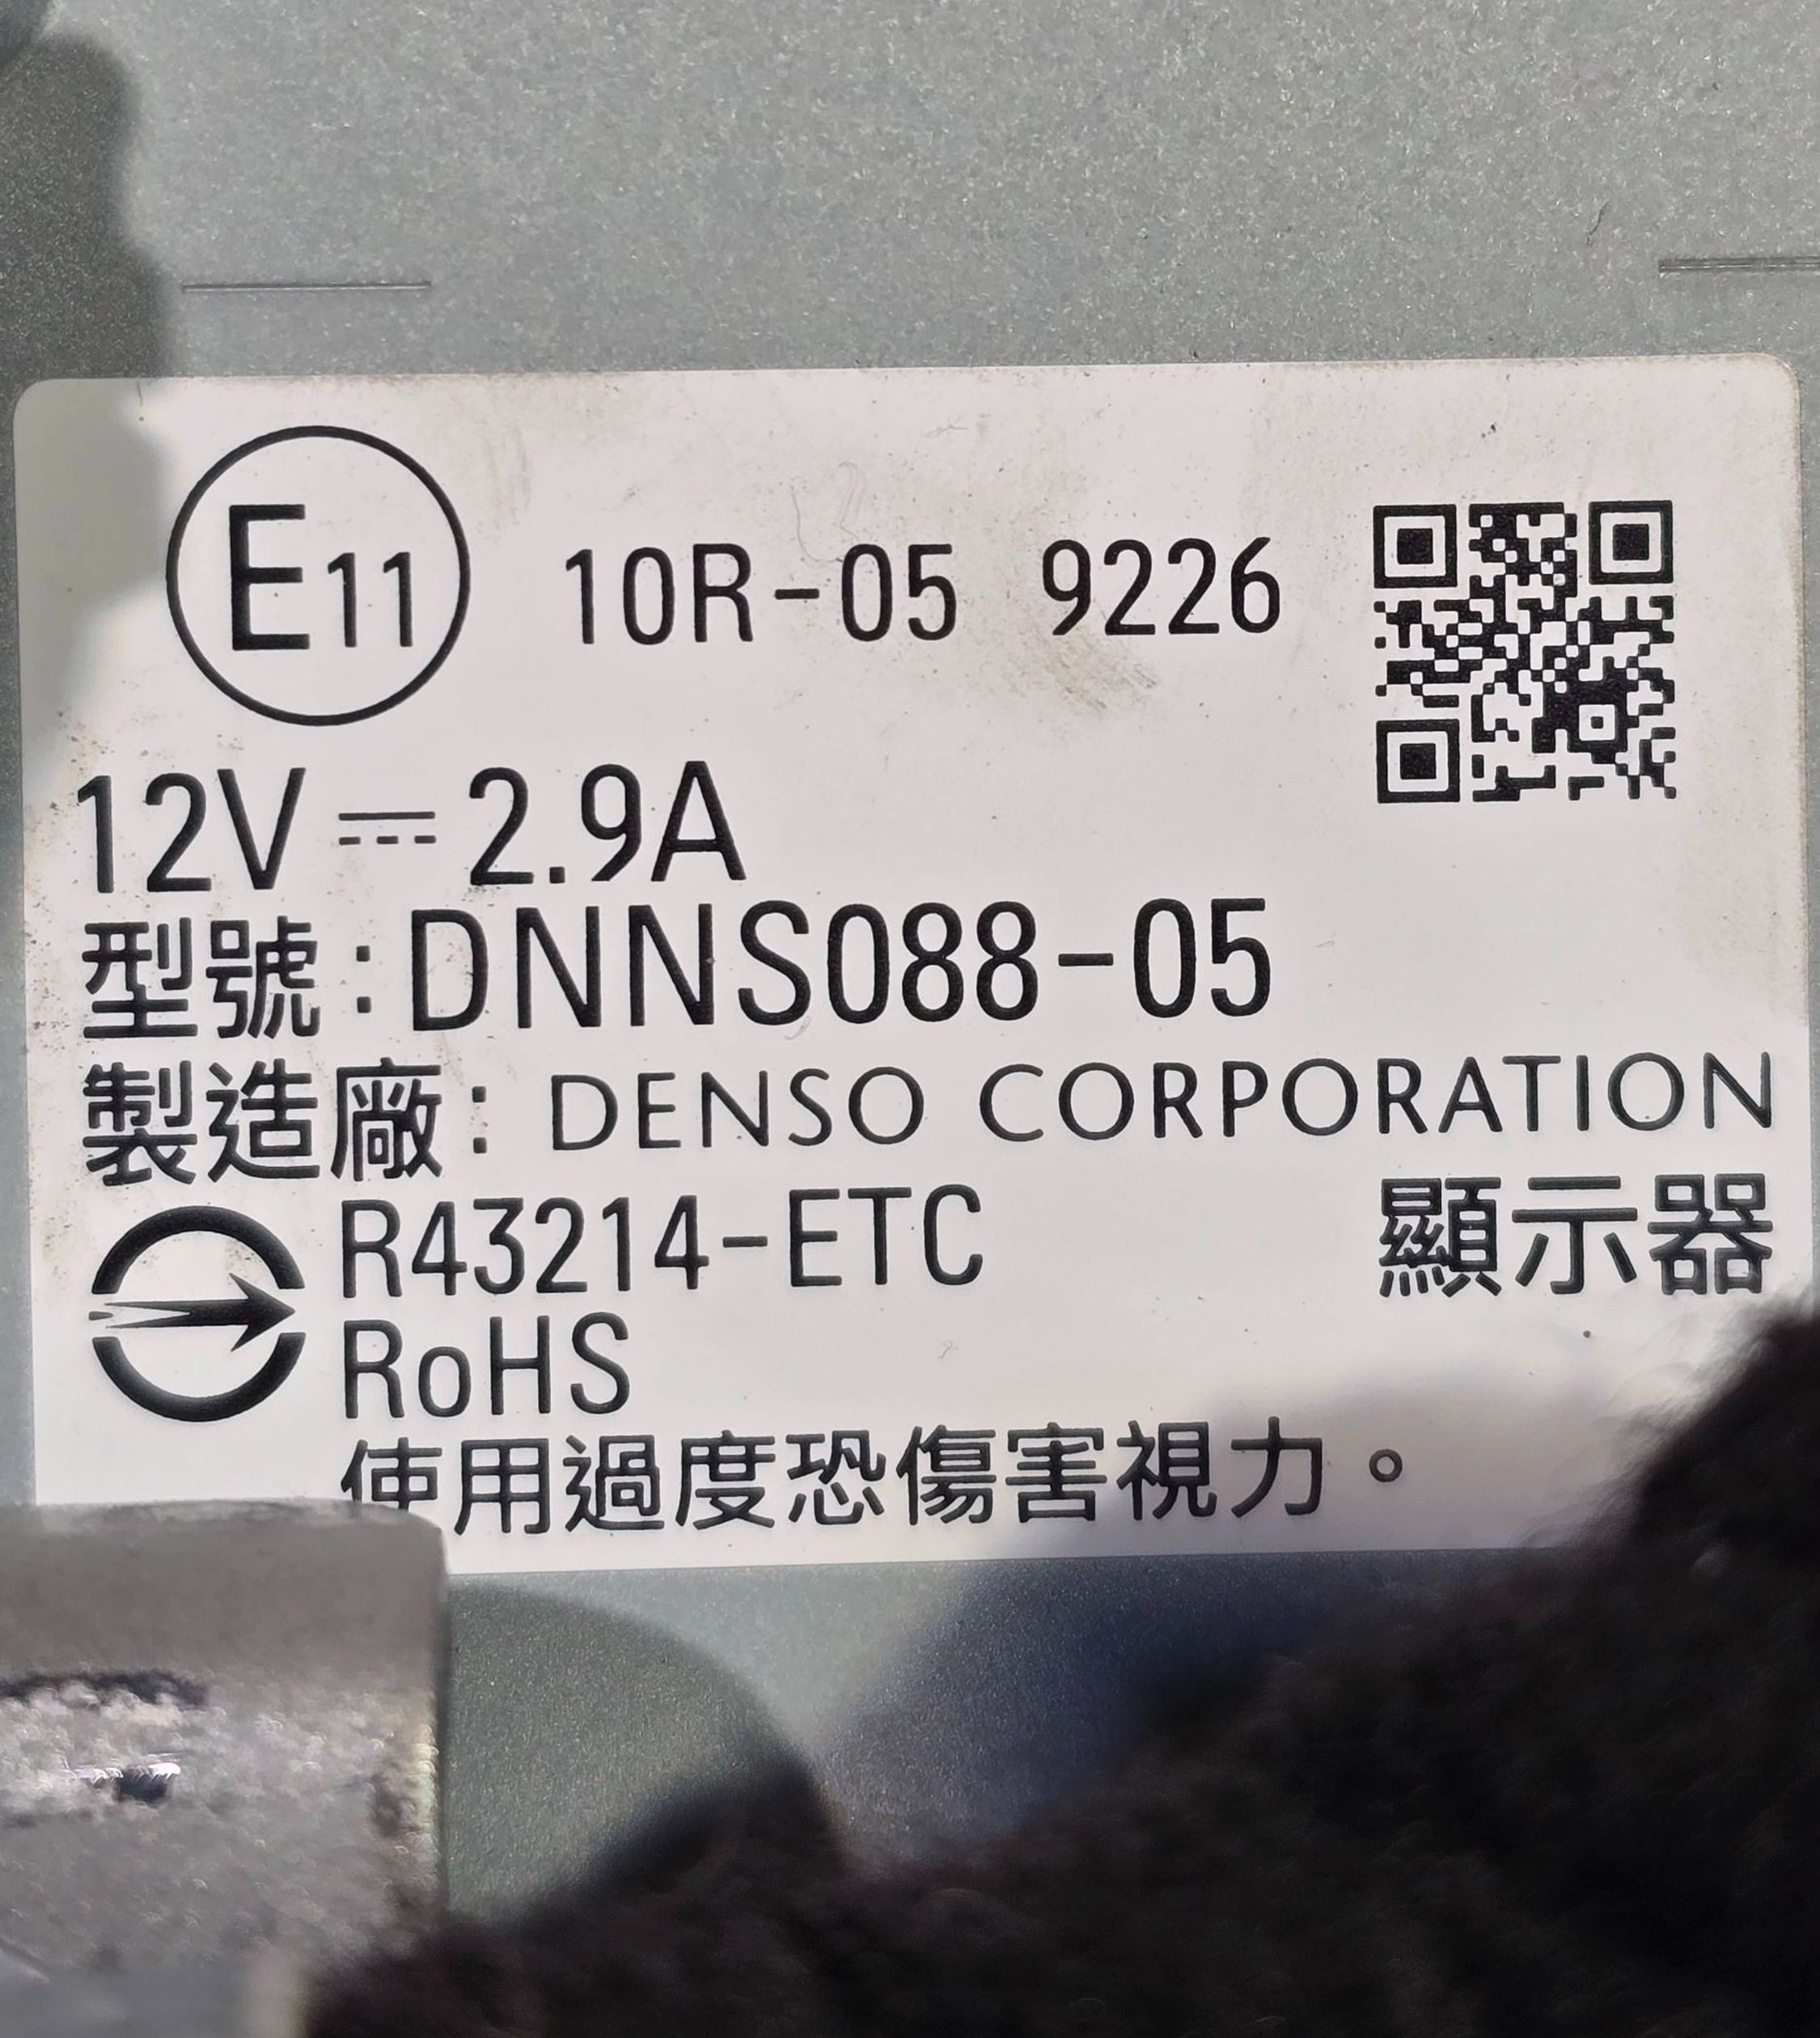 E11 10R-05 9226
12V ⎓ 2.9A
型號:DNNS088-05
製造廠: DENSO CORPORATION
R43214-ETC 顯示器
RoHS
使用過度恐傷害視力。